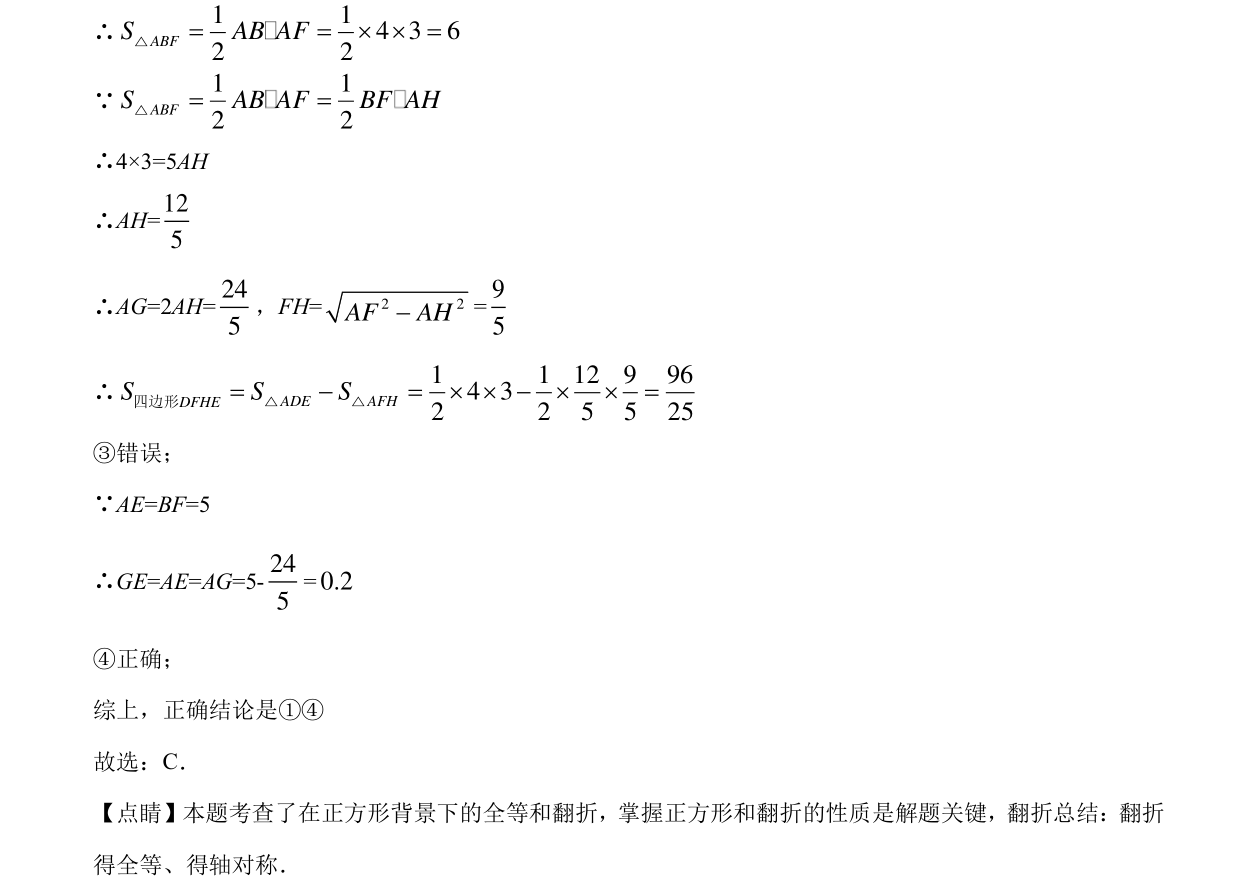 ∴ S△ABF = 1/2 AB□AF = 1/2 × 4 × 3 = 6
∵ S△ABF = 1/2 AB□AF = 1/2 BF□AH
∴4×3=5AH
∴AH=12/5
∴AG=2AH=24/5，FH=√(AF² − AH²)=9/5
∴ S四边形DFHE = S△ADE − S△AFH = 1/2 × 4 × 3 − 1/2 × 12/5 × 9/5 = 96/25
③错误；
∵AE=BF=5
∴GE=AE=AG=5-24/5=0.2
④正确；
综上，正确结论是①④
故选：C．
【点睛】本题考查了在正方形背景下的全等和翻折，掌握正方形和翻折的性质是解题关键，翻折总结：翻折
得全等、得轴对称．